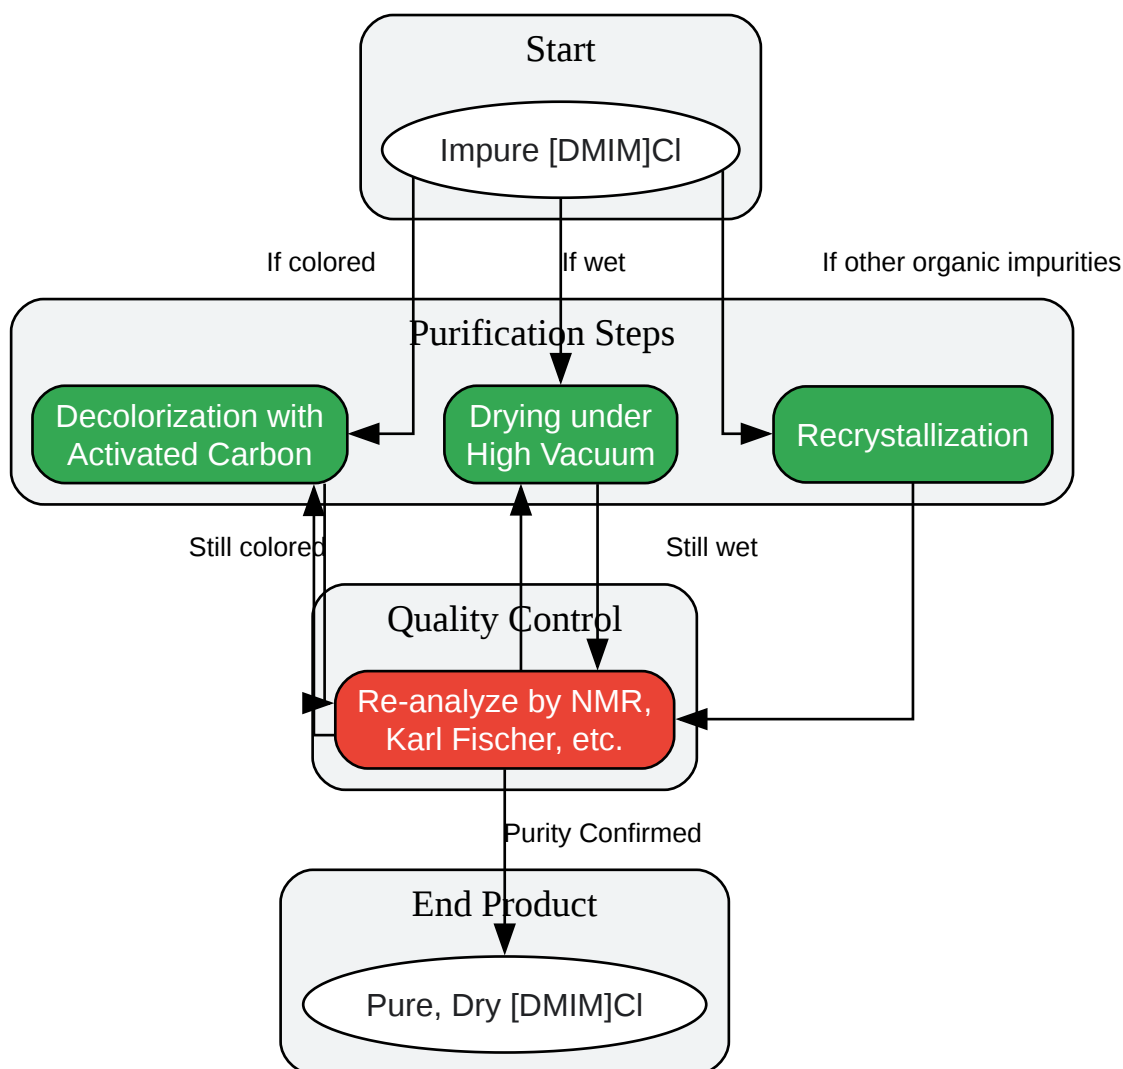 Start
Impure [DMIM]Cl
If colored
If wet
If other organic impurities
Purification Steps
Decolorization with
Activated Carbon
Drying under
High Vacuum
Recrystallization
Still colored
Still wet
Quality Control
Re-analyze by NMR,
Karl Fischer, etc.
Purity Confirmed
End Product
Pure, Dry [DMIM]Cl